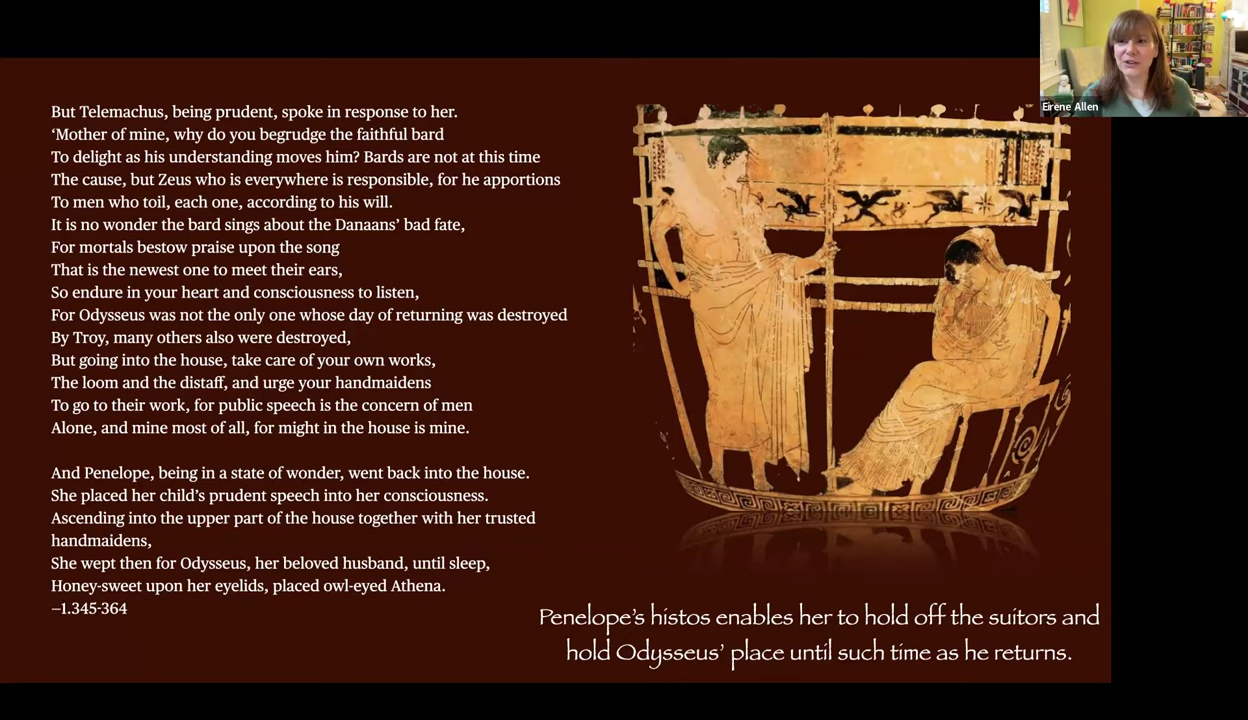 But Telemachus, being prudent, spoke in response to her.
‘Mother of mine, why do you begrudge the faithful bard
To delight as his understanding moves him? Bards are not at this time
The cause, but Zeus who is everywhere is responsible, for he apportions
To men who toil, each one, according to his will.
It is no wonder the bard sings about the Danaans’ bad fate,
For mortals bestow praise upon the song
That is the newest one to meet their ears,
So endure in your heart and consciousness to listen,
For Odysseus was not the only one whose day of returning was destroyed
By Troy, many others also were destroyed,
But going into the house, take care of your own works,
The loom and the distaff, and urge your handmaidens
To go to their work, for public speech is the concern of men
Alone, and mine most of all, for might in the house is mine.
And Penelope, being in a state of wonder, went back into the house.
She placed her child’s prudent speech into her consciousness.
Ascending into the upper part of the house together with her trusted
handmaidens,
She wept then for Odysseus, her beloved husband, until sleep,
Honey-sweet upon her eyelids, placed owl-eyed Athena.
—1.345-364
Penelope’s histos enables her to hold off the suitors and
hold Odysseus’ place until such time as he returns.
Eirene Allen